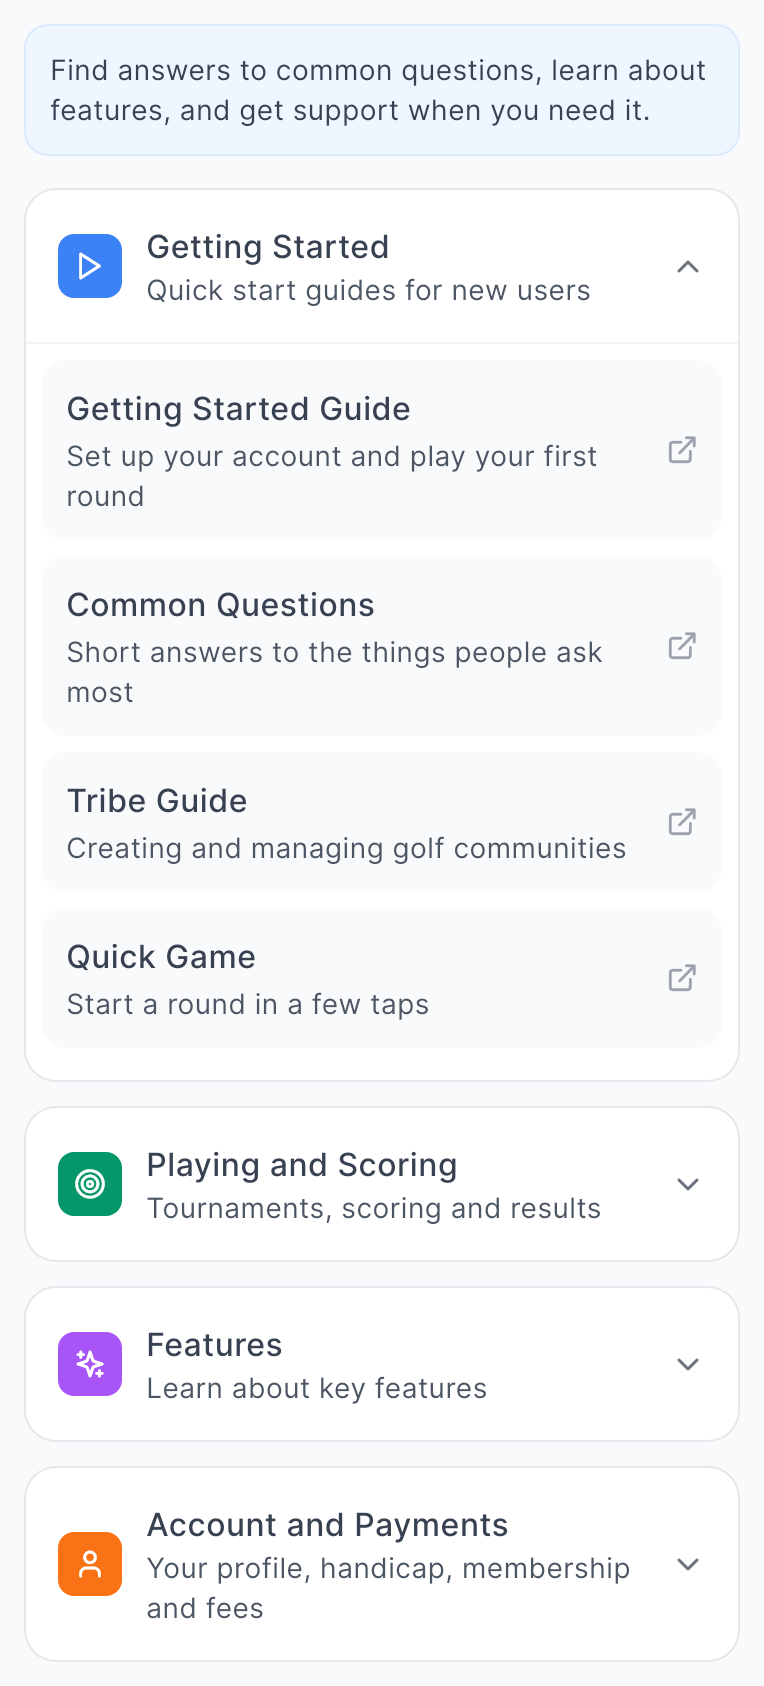 Find answers to common questions, learn about
features, and get support when you need it.
Getting Started
Quick start guides for new users
Getting Started Guide
Set up your account and play your first
round
Common Questions
Short answers to the things people ask
most
Tribe Guide
Creating and managing golf communities
Quick Game
Start a round in a few taps
Playing and Scoring
Tournaments, scoring and results
Features
Learn about key features
Account and Payments
Your profile, handicap, membership
and fees